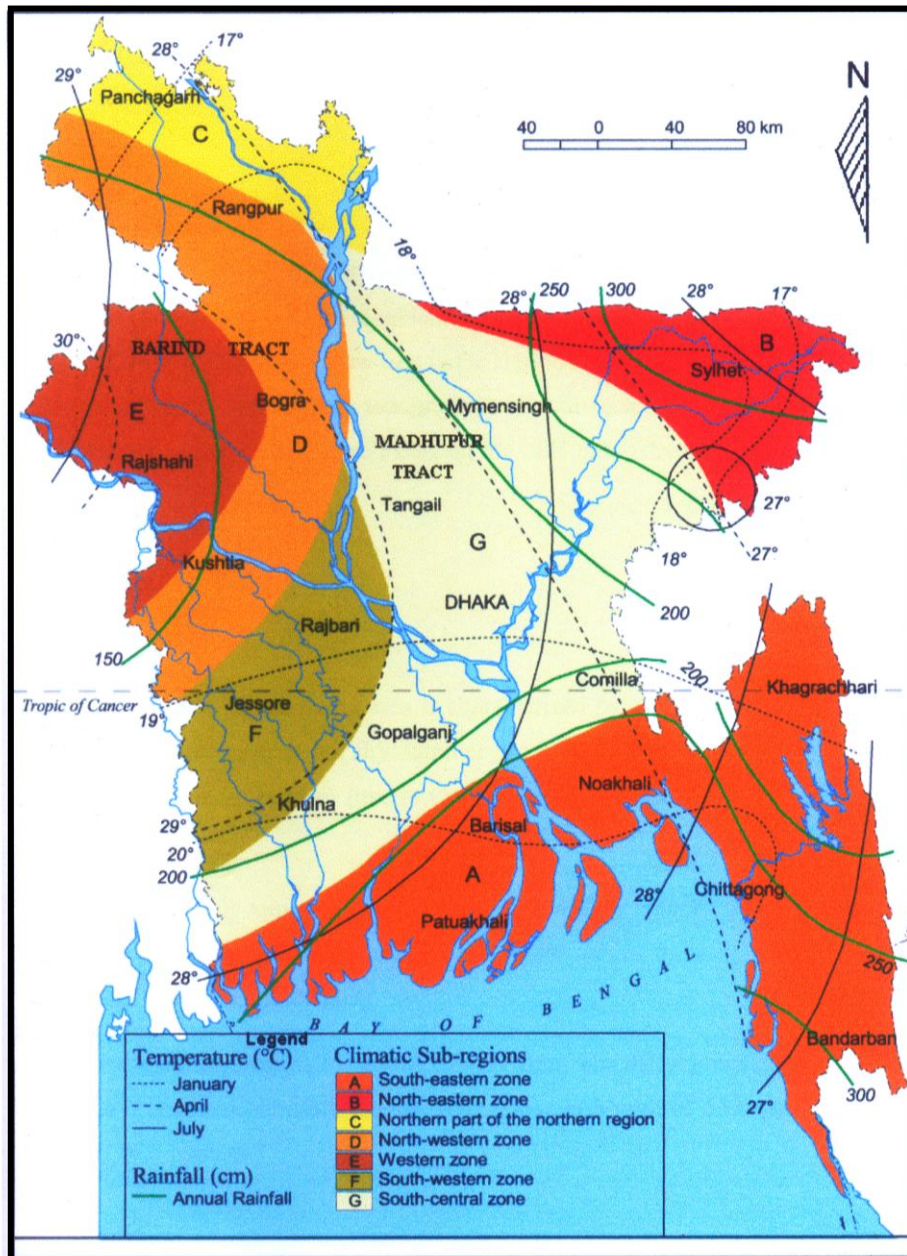 17°
28°
29°
Panchagarh
N
C
40 0 40 80 km
Rangpur
18°
28°
250
300
28°
17°
B
Sylhet
30°
BARIND TRACT
E
Bogra
D
Rajshahi
Mymensingh
MADHUPUR
TRACT
Tangail
27°
18°
27°
G
Kushtia
DHAKA
200
Rajbari
150
200
Comilla
Khagrachhari
Tropic of Cancer
19°
Jessore
F
Gopalganj
Noakhali
Khulna
29°
20°
200
Barisal
A
Chittagong
28°
Patuakhali
28°
250
BAY OF BENGAL
Bandarban
27°
300
Legend
Temperature (°C)
January
April
July
Rainfall (cm)
Annual Rainfall
Climatic Sub-regions
A South-eastern zone
B North-eastern zone
C Northern part of the northern region
D North-western zone
E Western zone
F South-western zone
G South-central zone